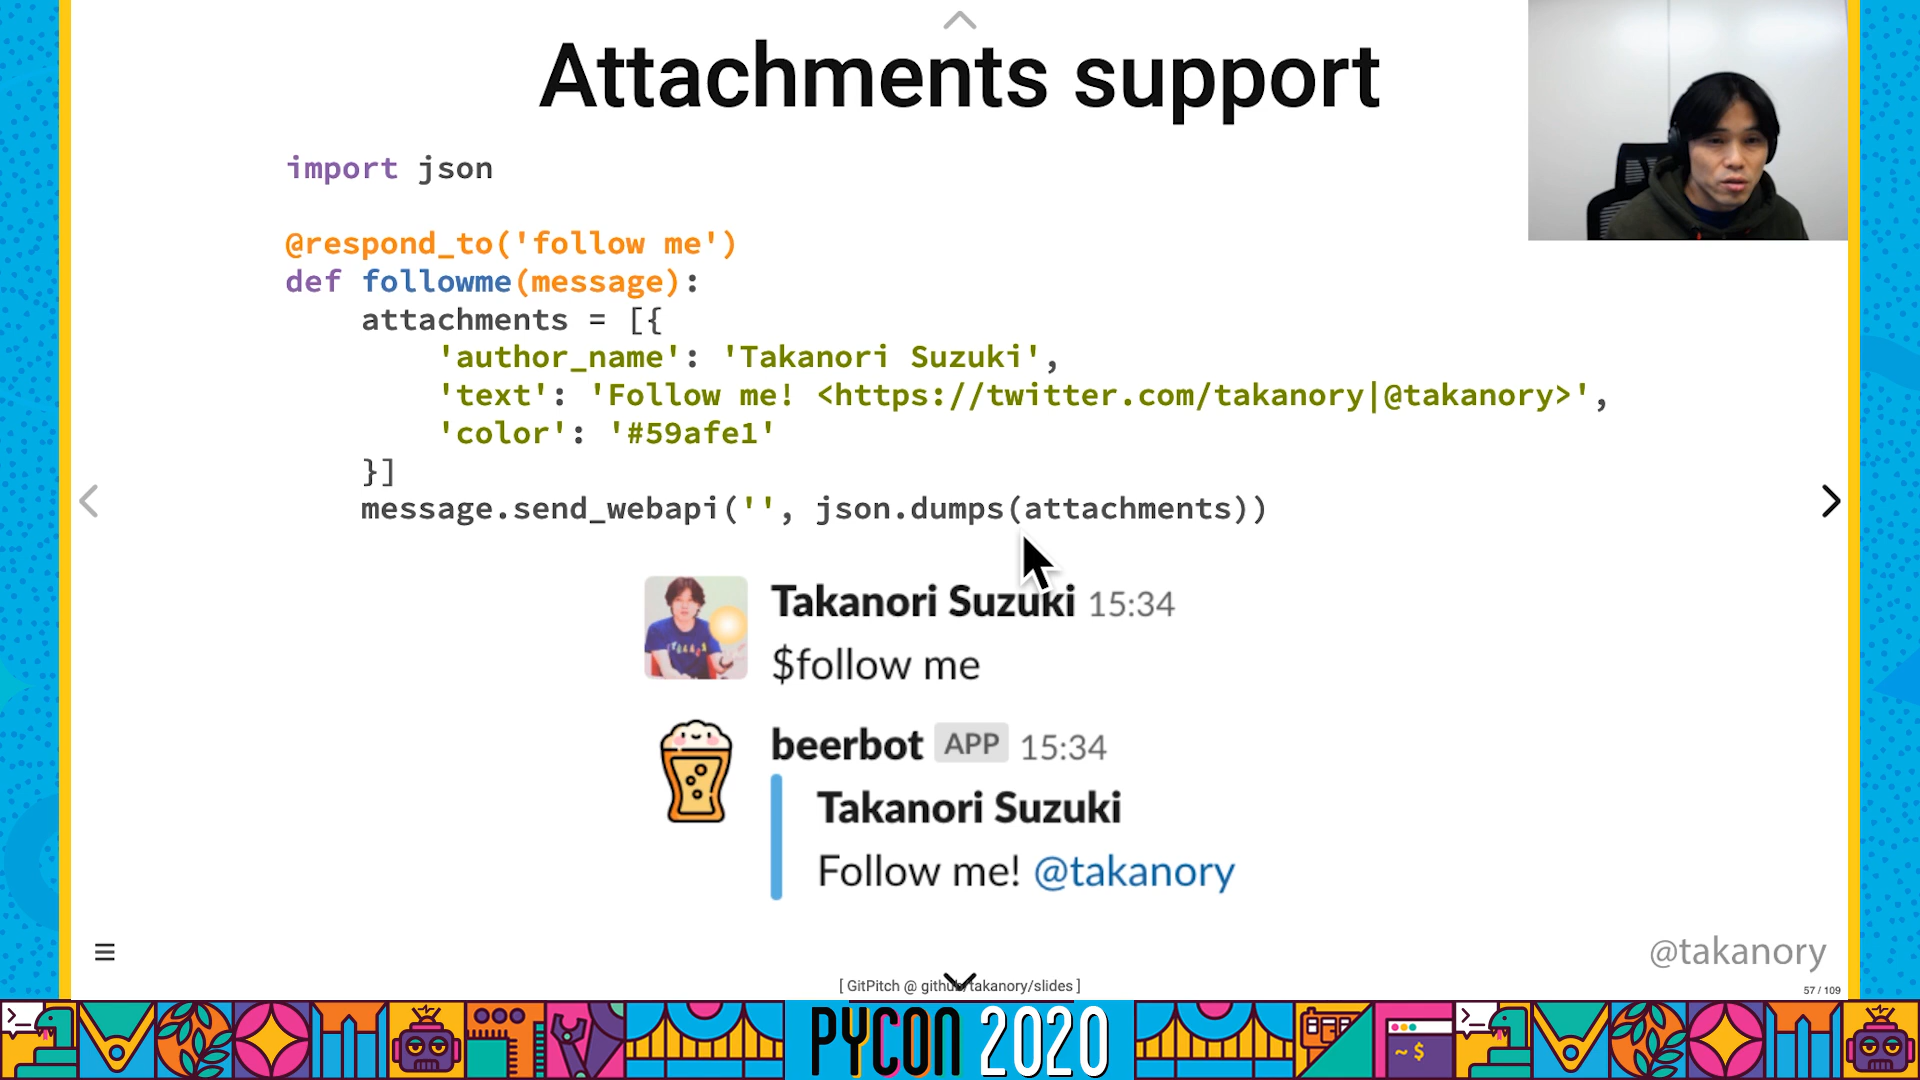 Attachments support
import json
@respond_to('follow me')
def followme(message):
attachments = [{
'author_name': 'Takanori Suzuki',
'text': 'Follow me! <https://twitter.com/takanory|@takanory>',
'color': '#59afe1'
}]
message.send_webapi('', json.dumps(attachments))
Takanori Suzuki 15:34
$follow me
beerbot APP 15:34
Takanori Suzuki
Follow me! @takanory
@takanory
[ GitPitch @ github/takanory/slides ]
57 / 109
PYCON 2020
~ $